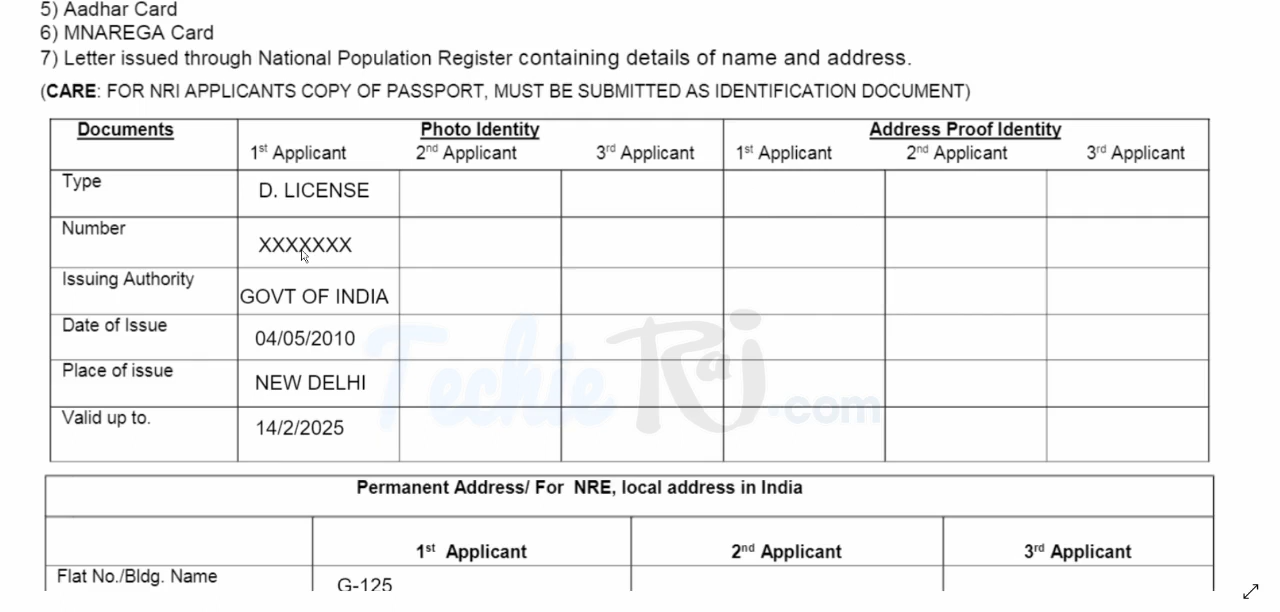 5) Aadhar Card
6) MNAREGA Card
7) Letter issued through National Population Register containing details of name and address.
(CARE: FOR NRI APPLICANTS COPY OF PASSPORT, MUST BE SUBMITTED AS IDENTIFICATION DOCUMENT)
Documents Photo Identity Address Proof Identity
1st Applicant 2nd Applicant 3rd Applicant 1st Applicant 2nd Applicant 3rd Applicant
Type D. LICENSE
Number XXXXXXX
Issuing Authority GOVT OF INDIA
Date of Issue 04/05/2010
Place of issue NEW DELHI
Valid up to. 14/2/2025
Techie R@j.com
Permanent Address/ For NRE, local address in India
1st Applicant 2nd Applicant 3rd Applicant
Flat No./Bldg. Name G-125